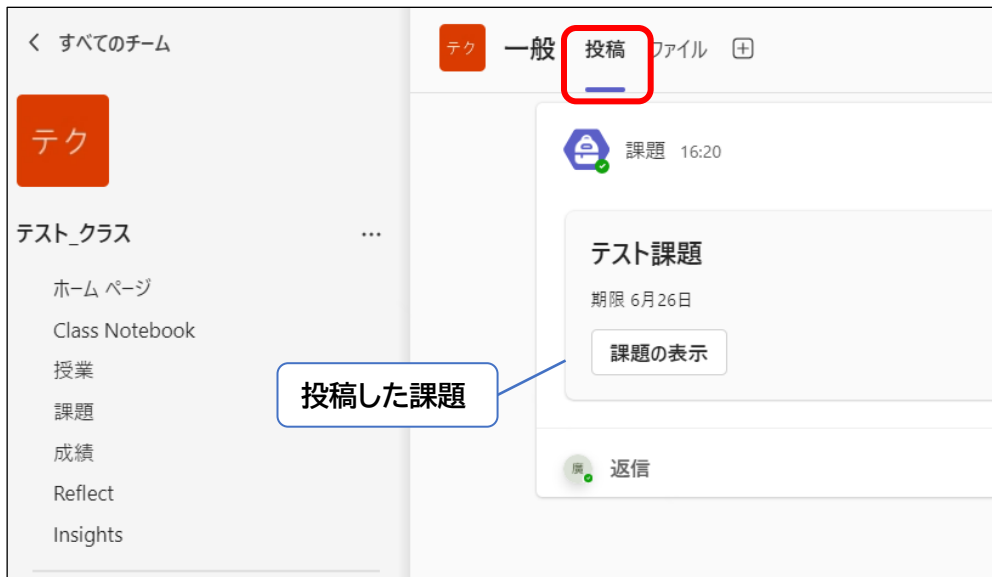 すべてのチーム
テク
テスト_クラス
ホーム ページ
Class Notebook
授業
課題
成績
Reflect
Insights
テク 一般 投稿 ファイル
課題 16:20
テスト課題
期限 6月26日
課題の表示
投稿した課題
廣 返信